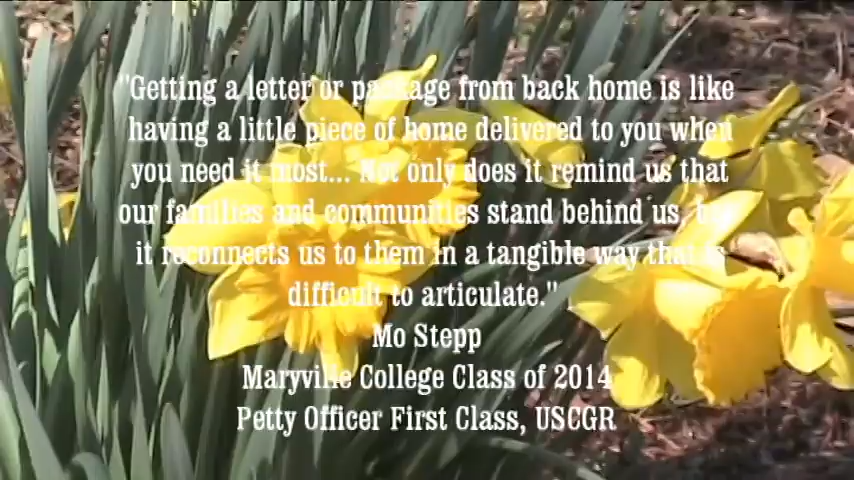 "Getting a letter or package from back home is like
having a little piece of home delivered to you when
you need it most... Not only does it remind us that
our families and communities stand behind us, but
it reconnects us to them in a tangible way that is
difficult to articulate."
Mo Stepp
Maryville College Class of 2014
Petty Officer First Class, USCGR